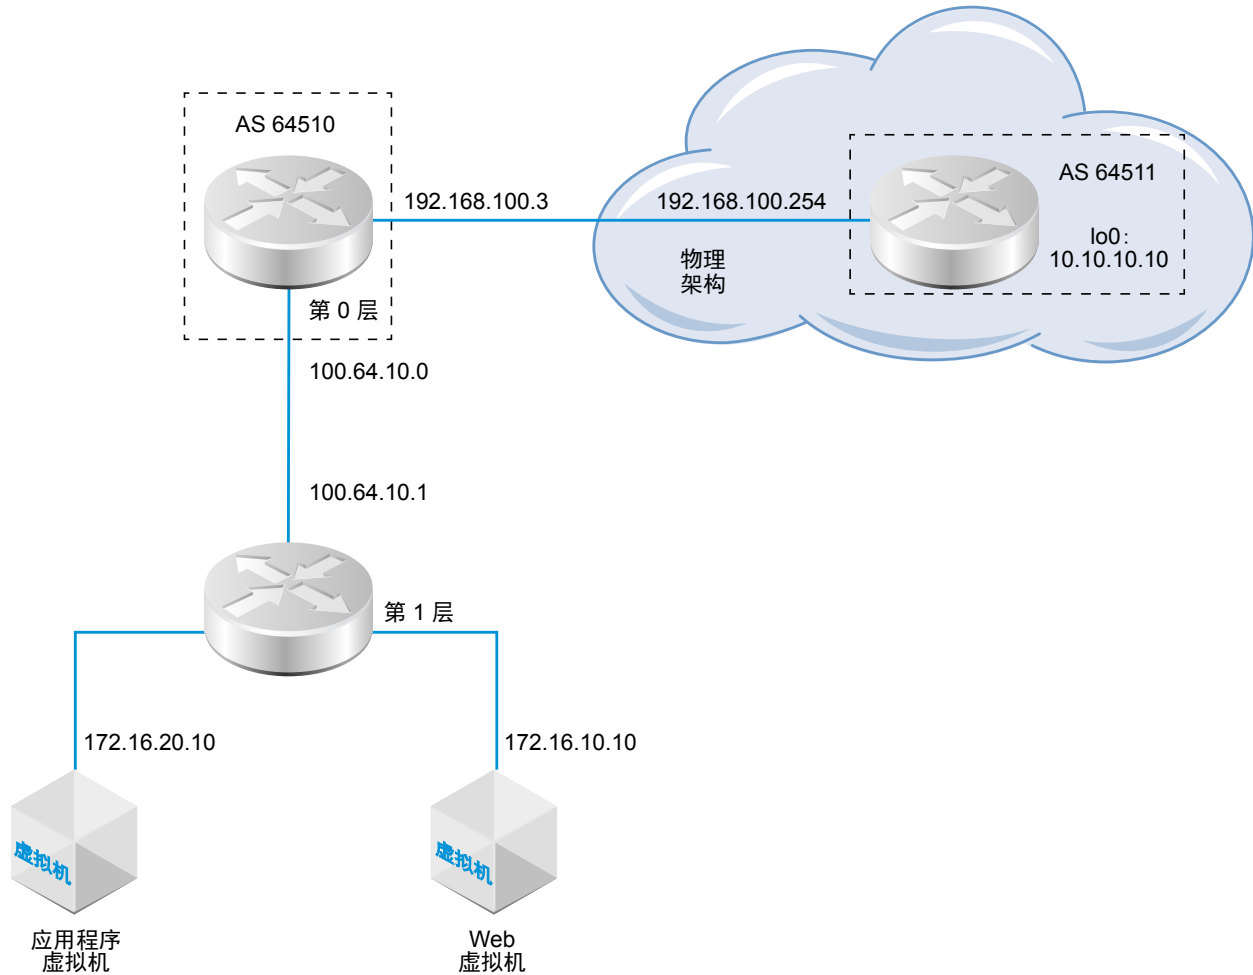 AS 64510
192.168.100.3
192.168.100.254
AS 64511
lo0：
10.10.10.10
物理
架构
第 0 层
100.64.10.0
100.64.10.1
第 1 层
172.16.20.10
172.16.10.10
虚拟机
虚拟机
应用程序
虚拟机
Web
虚拟机